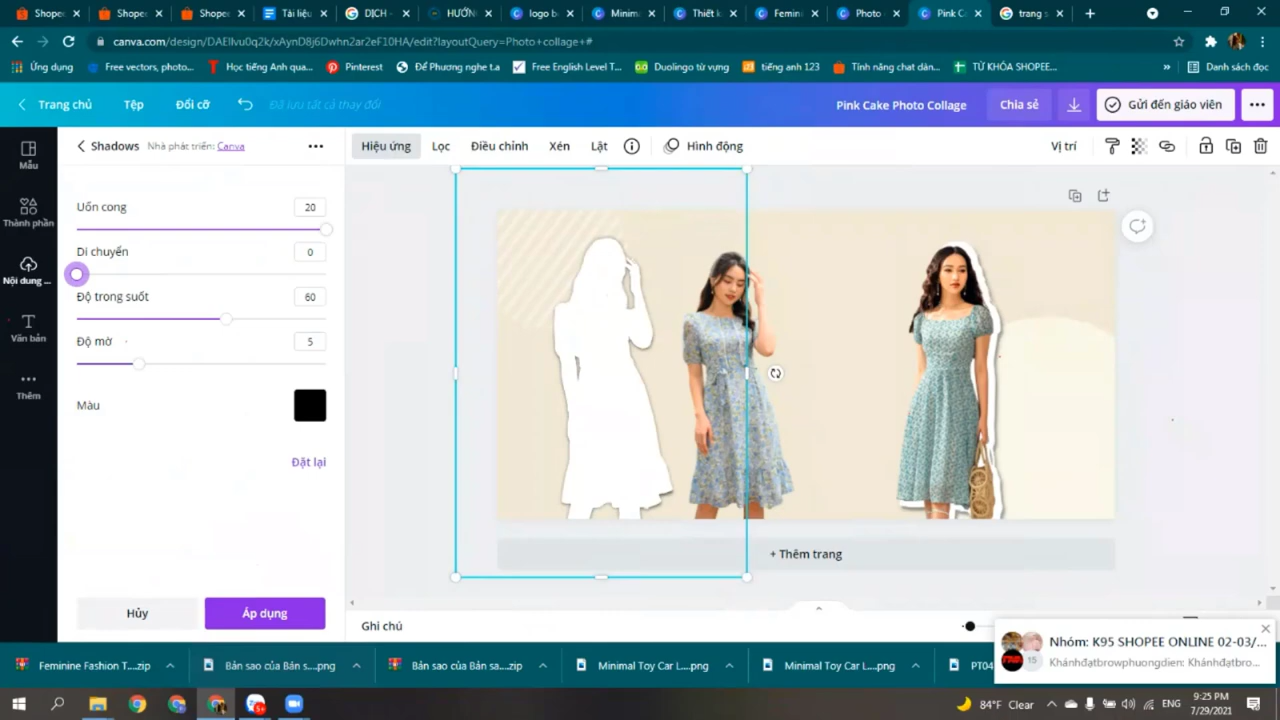 Shopee
Shopee
Shopee
Tài liệu
DỊCH -
HƯỚN
logo b
Minim
Thiết k
Femin
Photo
Pink C
trang s
canva.com/design/DAElIvu0q2k/xAynD8j6Dwhn2ar2eF10HA/edit?layoutQuery=Photo+collage+#
Ứng dụng
Free vectors, photo...
Học tiếng Anh qua...
Pinterest
Để Phương nghe t.a
Free English Level T...
Duolingo từ vựng
tiếng anh 123
Tính năng chat dàn...
TỪ KHÓA SHOPEE...
»
Danh sách đọc
Trang chủ
Tệp
Đổi cỡ
Đã lưu tất cả thay đổi
Pink Cake Photo Collage
Chia sẻ
Gửi đến giáo viên
Mẫu
Thành phần
Nội dung ...
Văn bản
Thêm
Shadows
Nhà phát triển: Canva
Hiệu ứng
Lọc
Điều chỉnh
Xén
Lật
Hình động
Vị trí
Uốn cong
20
Di chuyển
0
Độ trong suốt
60
Độ mờ
5
Màu
Đặt lại
Hủy
Áp dụng
+ Thêm trang
Ghi chú
Nhóm: K95 SHOPEE ONLINE 02-03/...
Khánhđạtbrowphuongdien: Khánhđạtbro...
15
Feminine Fashion T....zip
Bản sao của Bản s....png
Bản sao của Bản sa....zip
Minimal Toy Car L....png
Minimal Toy Car L....png
PT04
84°F Clear
ENG
9:25 PM
7/29/2021